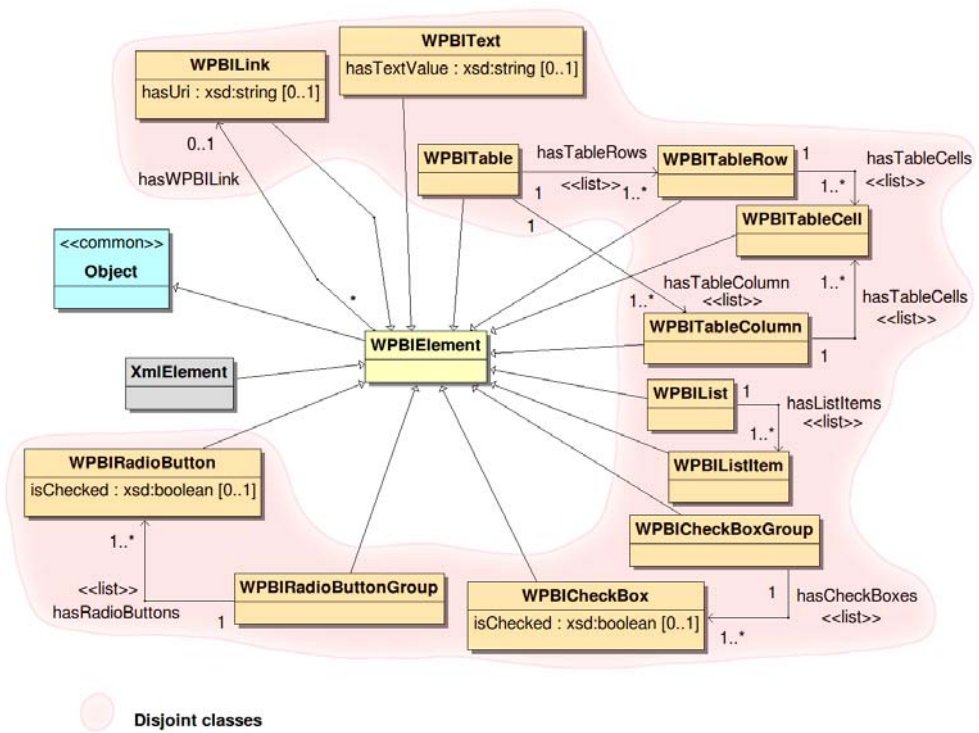 WPBIText
hasTextValue : xsd:string [0..1]
WPBILink
hasUri : xsd:string [0..1]
0..1
hasWPBILink
WPBITable
hasTableRows
<<list>>
1
1..*
WPBITableRow
1
hasTableCells
<<list>>
1..*
WPBITableCell
1
hasTableColumn
<<list>>
1..*
1..*
hasTableCells
<<list>>
WPBITableColumn
1
<<common>>
Object
*
WPBIElement
XmlElement
WPBIList
1
hasListItems
<<list>>
1..*
WPBIListItem
WPBIRadioButton
isChecked : xsd:boolean [0..1]
1..*
<<list>>
hasRadioButtons
1
WPBIRadioButtonGroup
WPBICheckBoxGroup
1
hasCheckBoxes
<<list>>
1..*
WPBICheckBox
isChecked : xsd:boolean [0..1]
Disjoint classes